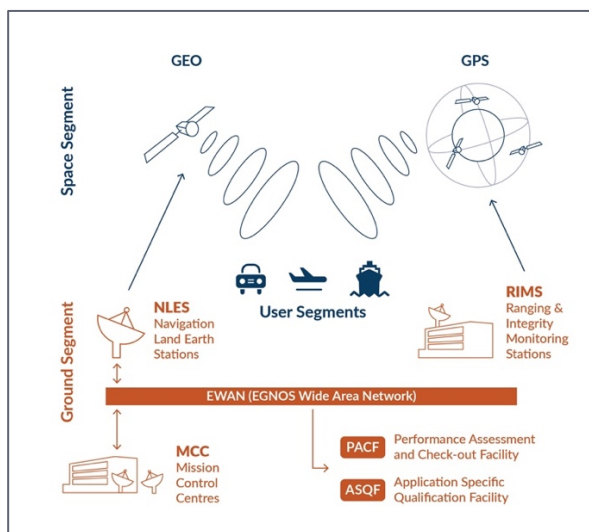 GEO
GPS
Space Segment
User Segments
NLES
Navigation
Land Earth
Stations
RIMS
Ranging &
Integrity
Monitoring
Stations
Ground Segment
EWAN (EGNOS Wide Area Network)
MCC
Mission
Control
Centres
PACF
Performance Assessment
and Check-out Facility
ASQF
Application Specific
Qualification Facility